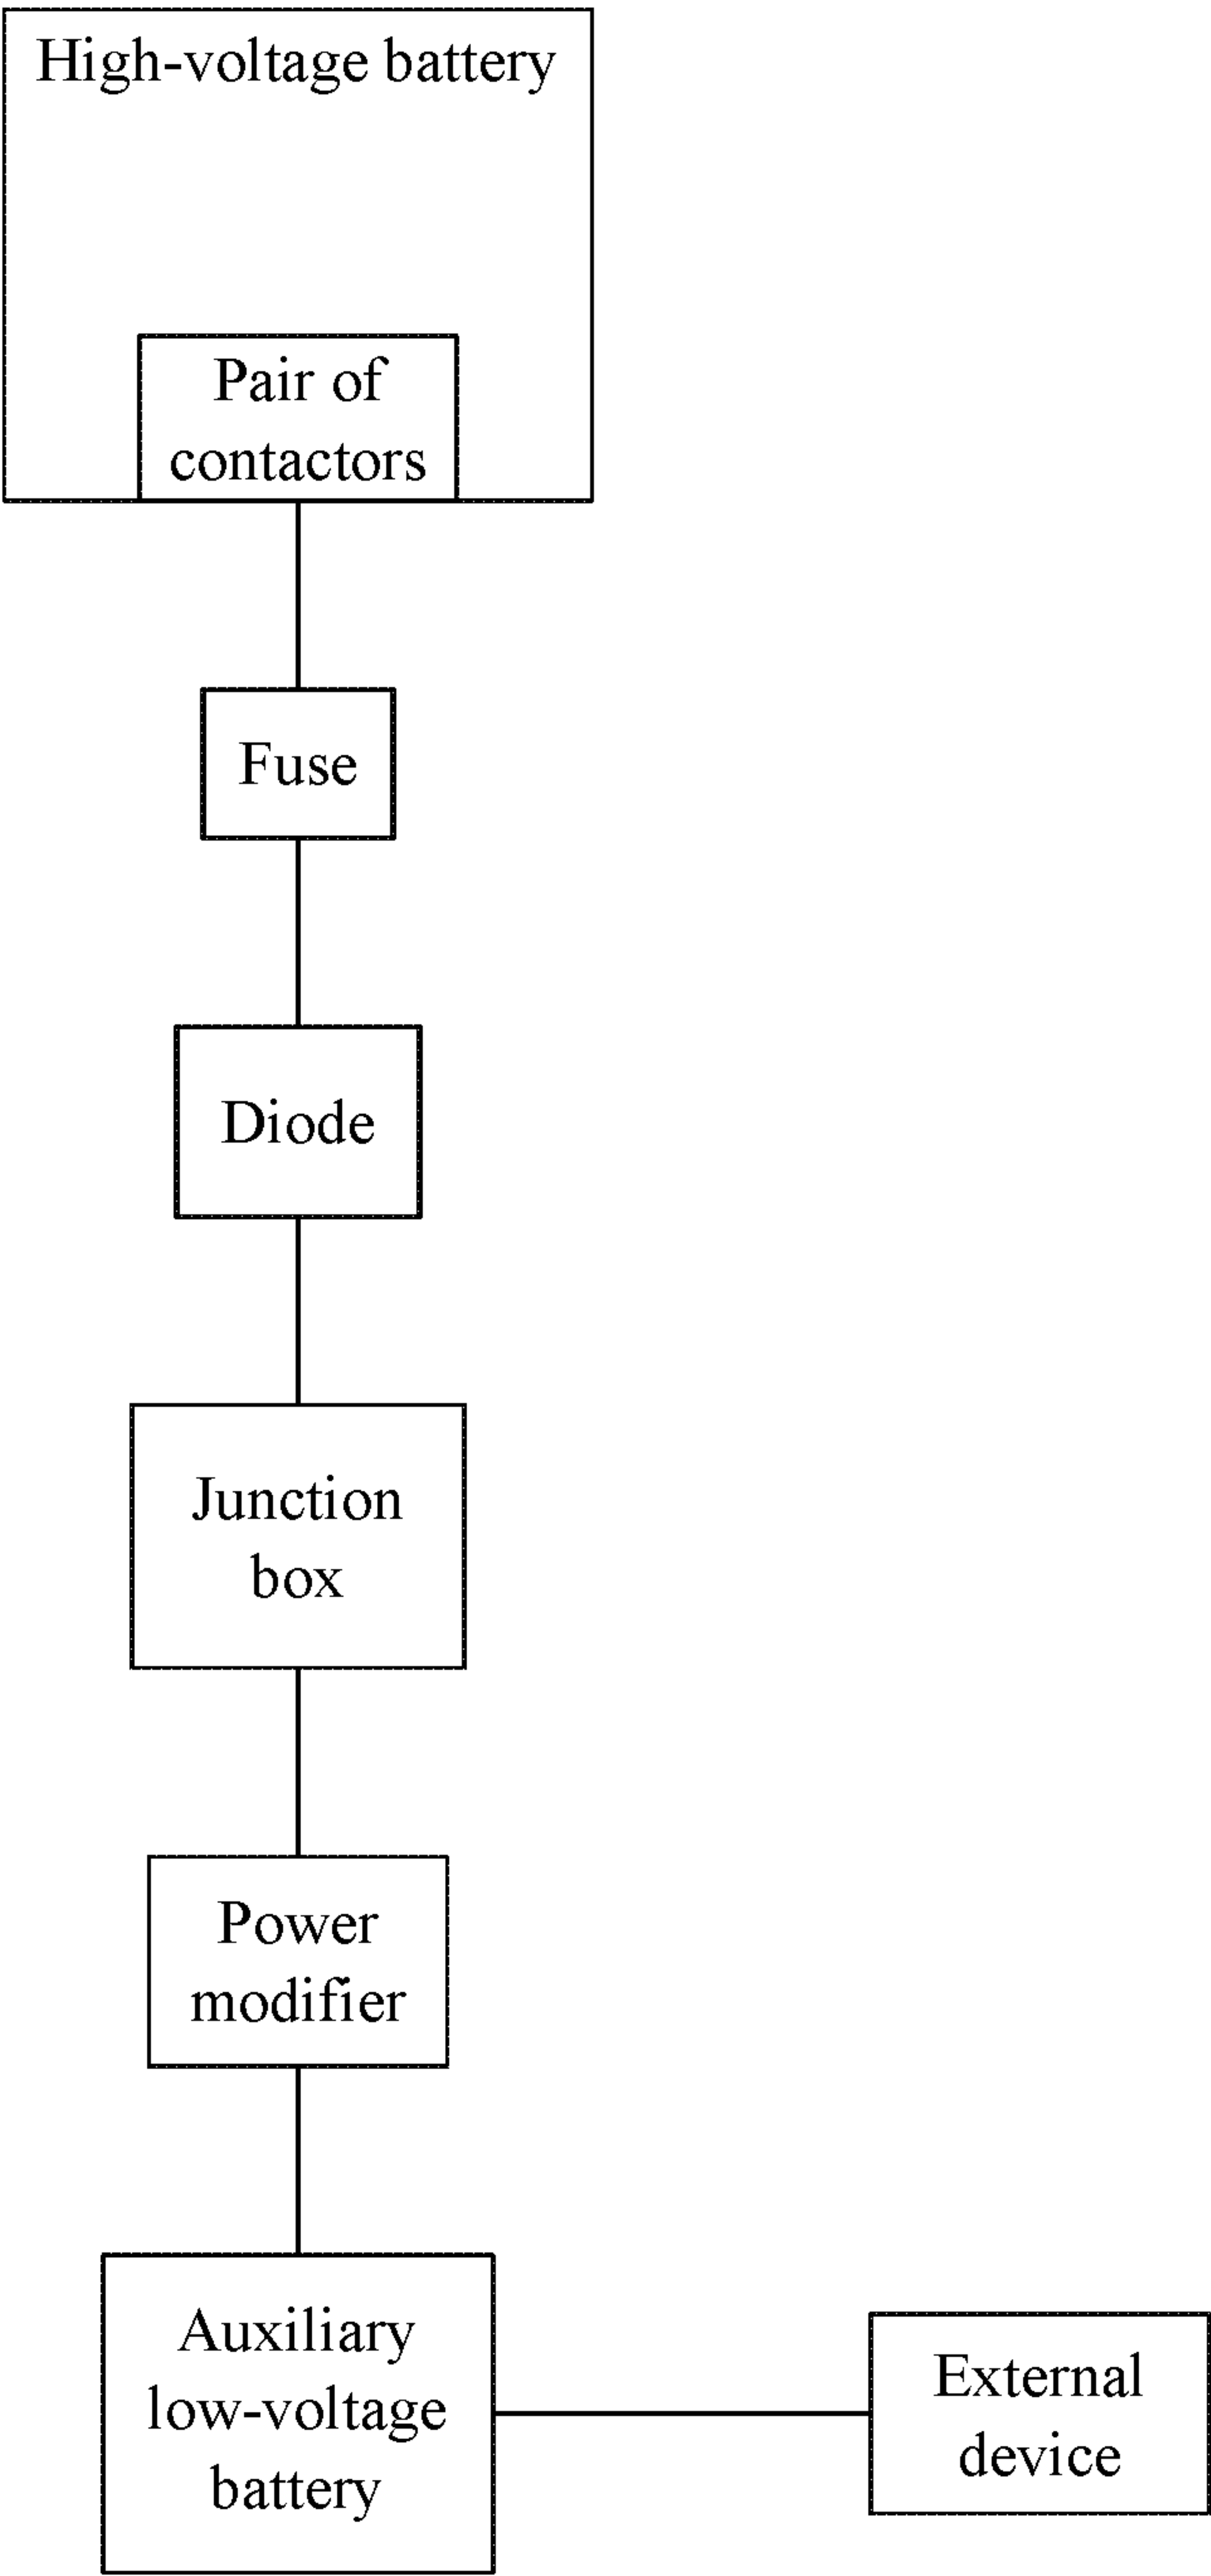 High-voltage battery
Pair of
contactors
Fuse
Diode
Junction
box
Power
modifier
Auxiliary
low-voltage
battery
External
device